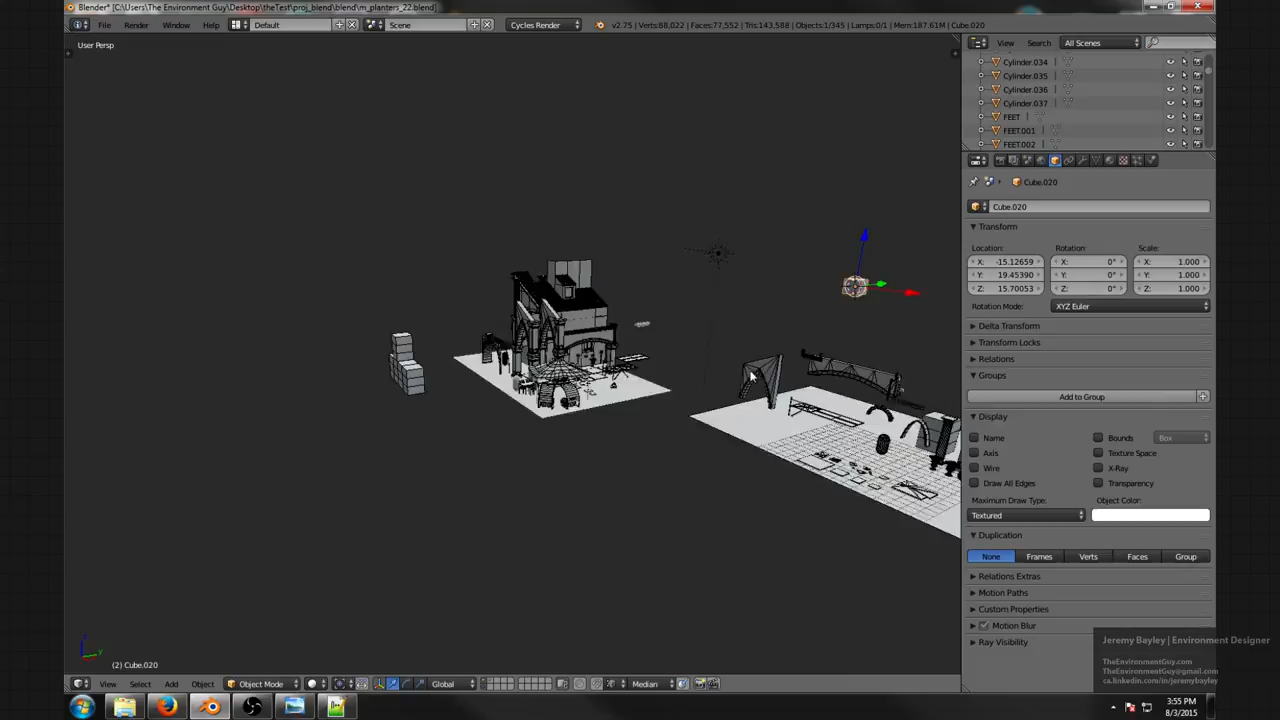 Blender* [C:\Users\The Environment Guy\Desktop\theTest\proj_blend\blend\m_planters_22.blend]
File Render Window Help Default Scene Cycles Render v2.75 | Verts:88,022 | Faces:77,552 | Tris:143,588 | Objects:1/345 | Lamps:0/1 | Mem:187.61M | Cube.020
User Persp
View Search All Scenes
Cylinder.034
Cylinder.035
Cylinder.036
Cylinder.037
FEET
FEET.001
FEET.002
Cube.020
Cube.020
Transform
Location: Rotation: Scale:
X: -15.12659 X: 0° X: 1.000
Y: 19.45390 Y: 0° Y: 1.000
Z: 15.70053 Z: 0° Z: 1.000
Rotation Mode: XYZ Euler
Delta Transform
Transform Locks
Relations
Groups
Add to Group
Display
Name Bounds Box
Axis Texture Space
Wire X-Ray
Draw All Edges Transparency
Maximum Draw Type: Object Color:
Textured
Duplication
None Frames Verts Faces Group
Relations Extras
Motion Paths
Custom Properties
Motion Blur
Ray Visibility
Jeremy Bayley | Environment Designer
TheEnvironmentGuy.com
TheEnvironmentGuy@gmail.com
ca.linkedin.com/in/jeremybayley
(2) Cube.020
View Select Add Object Object Mode Global Median
3:55 PM
8/3/2015